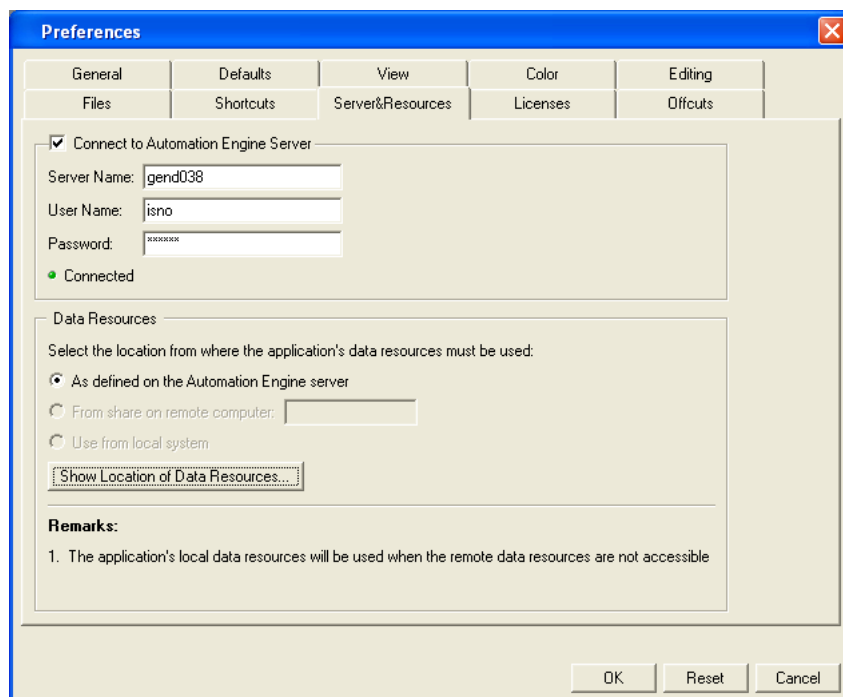 Preferences
General Defaults View Color Editing
Files Shortcuts Server&Resources Licenses Offcuts
Connect to Automation Engine Server
Server Name: gend038
User Name: isno
Password: ******
Connected
Data Resources
Select the location from where the application's data resources must be used:
As defined on the Automation Engine server
From share on remote computer:
Use from local system
Show Location of Data Resources...
Remarks:
1. The application's local data resources will be used when the remote data resources are not accessible
OK Reset Cancel